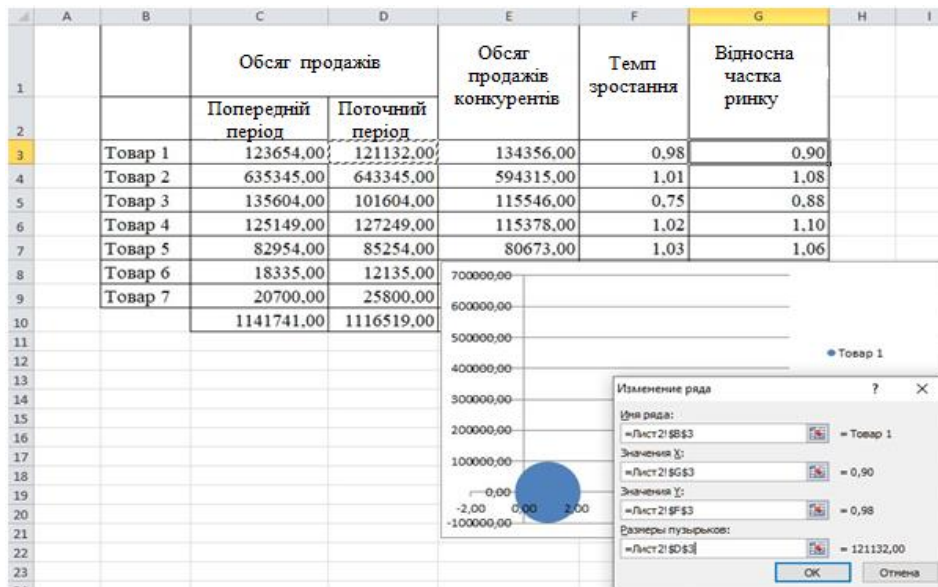 A B C D E F G H I
1 Обсяг продажів Обсяг продажів конкурентів Темп зростання Відносна частка ринку
2 Попередній період Поточний період
3 Товар 1 123654,00 121132,00 134356,00 0,98 0,90
4 Товар 2 635345,00 643345,00 594315,00 1,01 1,08
5 Товар 3 135604,00 101604,00 115546,00 0,75 0,88
6 Товар 4 125149,00 127249,00 115378,00 1,02 1,10
7 Товар 5 82954,00 85254,00 80673,00 1,03 1,06
8 Товар 6 18335,00 12135,00
9 Товар 7 20700,00 25800,00
10 1141741,00 1116519,00
11
12
13
14
15
16
17
18
19
20
21
22
23
700000,00
600000,00
500000,00
400000,00
300000,00
200000,00
100000,00
0,00
-2,00 0,00 2,00
-100000,00
Товар 1
Изменение ряда ?
Имя ряда:
=Лист2!$B$3 = Товар 1
Значения X:
=Лист2!$G$3 = 0,90
Значения Y:
=Лист2!$F$3 = 0,98
Размеры пузырьков:
=Лист2!$D$3 = 121132,00
ОК Отмена